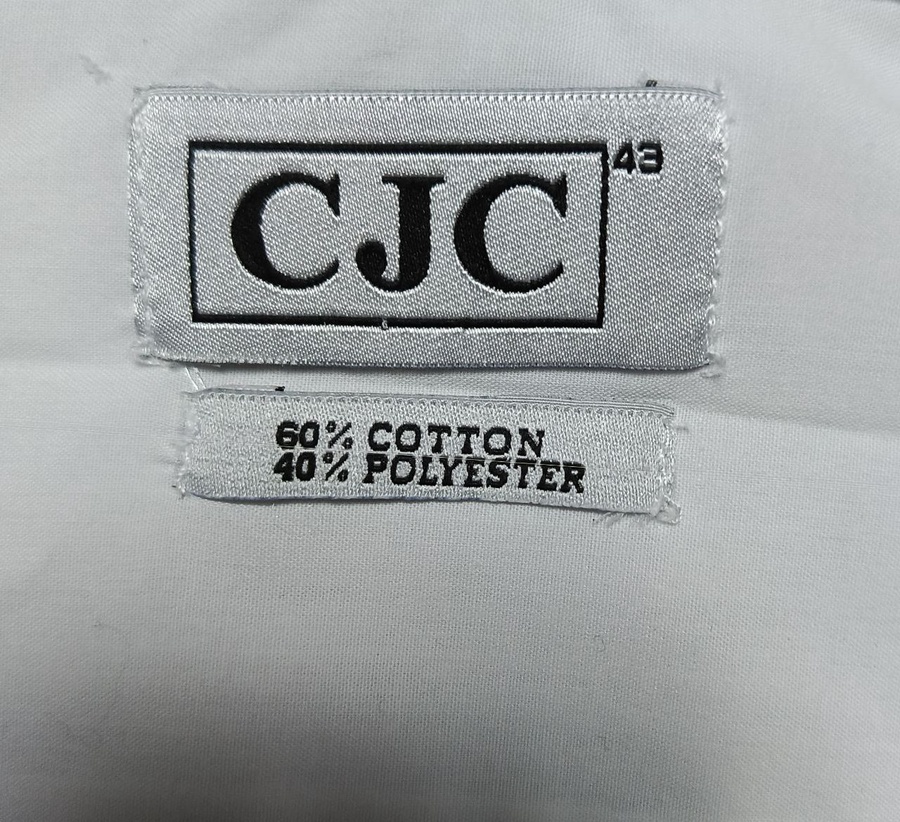 CJC 43
60% COTTON
40% POLYESTER